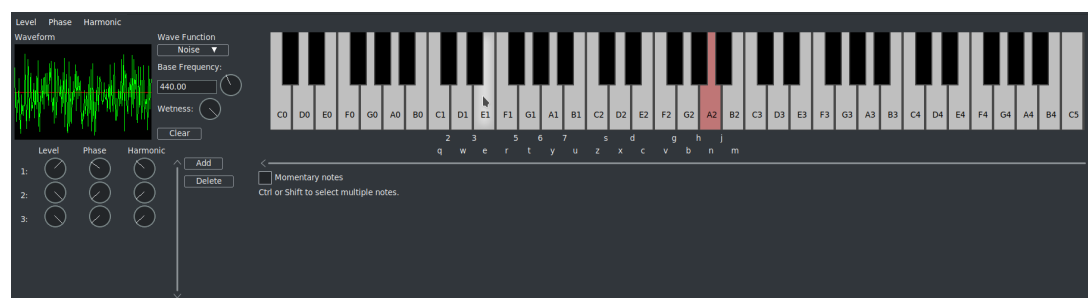 Level Phase Harmonic
Waveform
Wave Function
Noise ▼
Base Frequency:
440.00
Wetness:
Clear
C0 D0 E0 F0 G0 A0 B0 C1 D1 E1 F1 G1 A1 B1 C2 D2 E2 F2 G2 A2 B2 C3 D3 E3 F3 G3 A3 B3 C4 D4 E4 F4 G4 A4 B4 C5
2 3 5 6 7 s d g h j
q w e r t y u z x c v b n m
Level Phase Harmonic
1:
2:
3:
Add
Delete
Momentary notes
Ctrl or Shift to select multiple notes.